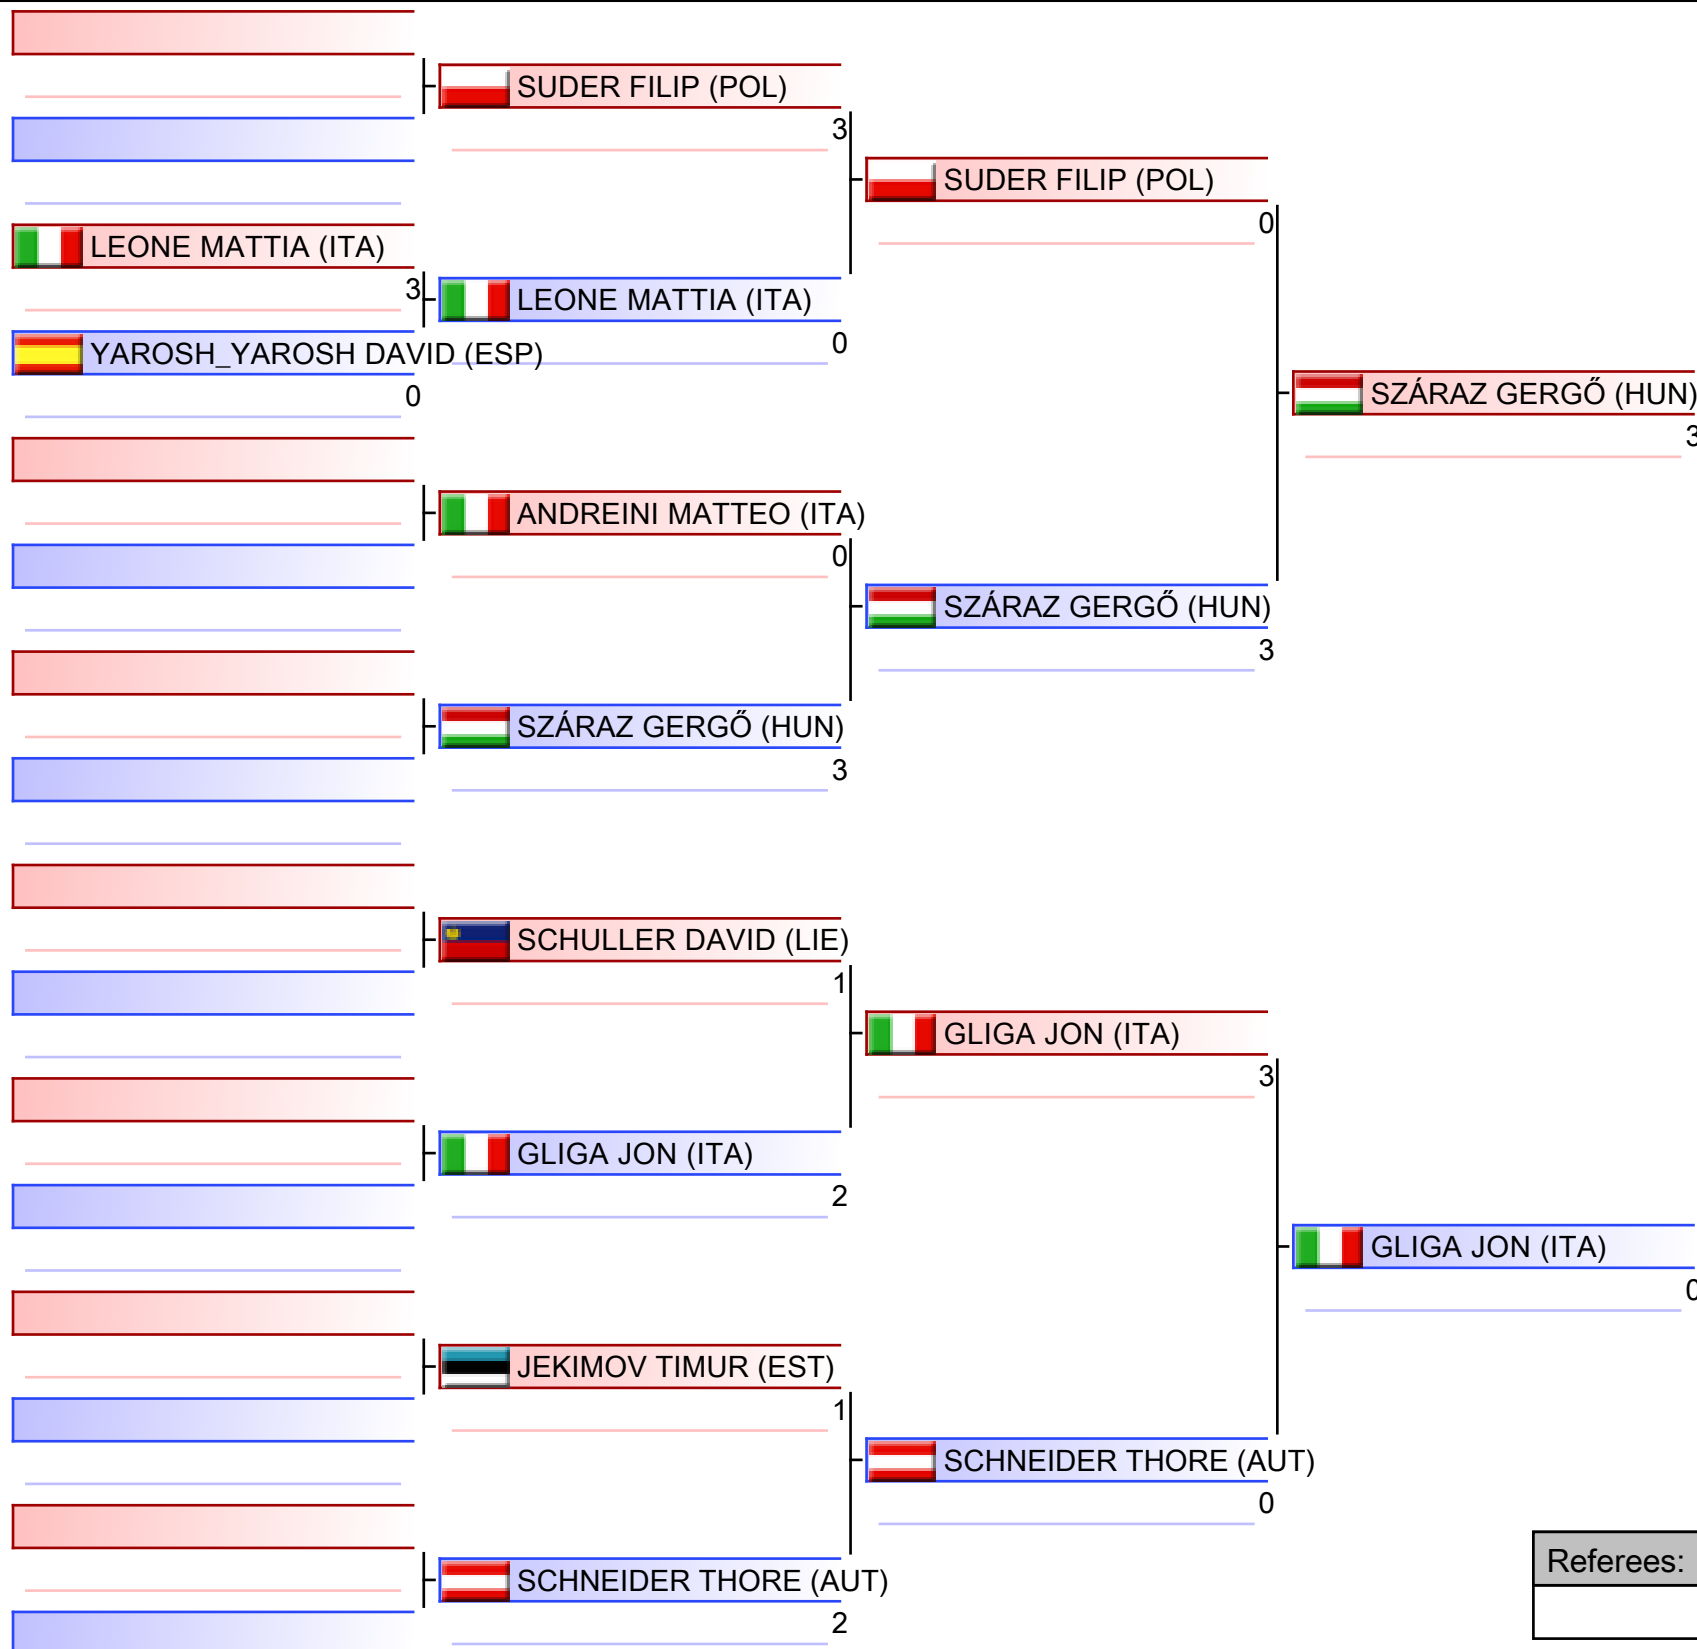 SUDER FILIP (POL)
3
SUDER FILIP (POL)
0
LEONE MATTIA (ITA)
3
LEONE MATTIA (ITA)
0
YAROSH_YAROSH DAVID (ESP)
0
SZÁRAZ GERGŐ (HUN)
3
ANDREINI MATTEO (ITA)
0
SZÁRAZ GERGŐ (HUN)
3
SZÁRAZ GERGŐ (HUN)
3
SCHULLER DAVID (LIE)
1
GLIGA JON (ITA)
3
GLIGA JON (ITA)
2
GLIGA JON (ITA)
0
JEKIMOV TIMUR (EST)
1
SCHNEIDER THORE (AUT)
0
SCHNEIDER THORE (AUT)
2
Referees: